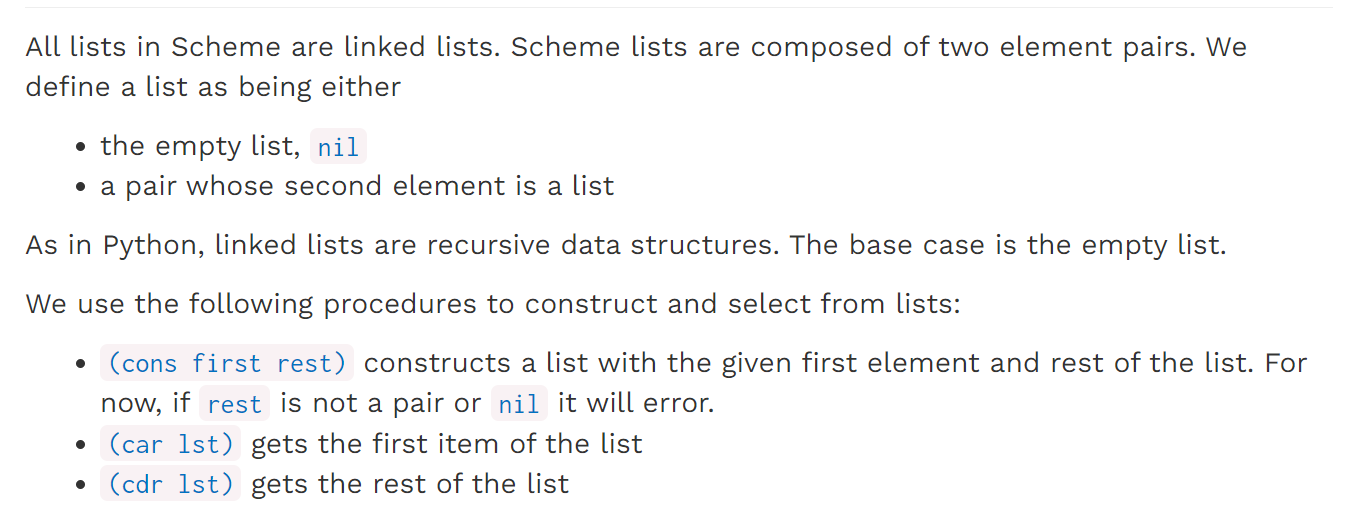 All lists in Scheme are linked lists. Scheme lists are composed of two element pairs. We
define a list as being either
• the empty list, nil
• a pair whose second element is a list
As in Python, linked lists are recursive data structures. The base case is the empty list.
We use the following procedures to construct and select from lists:
• (cons first rest) constructs a list with the given first element and rest of the list. For
now, if rest is not a pair or nil it will error.
• (car lst) gets the first item of the list
• (cdr lst) gets the rest of the list